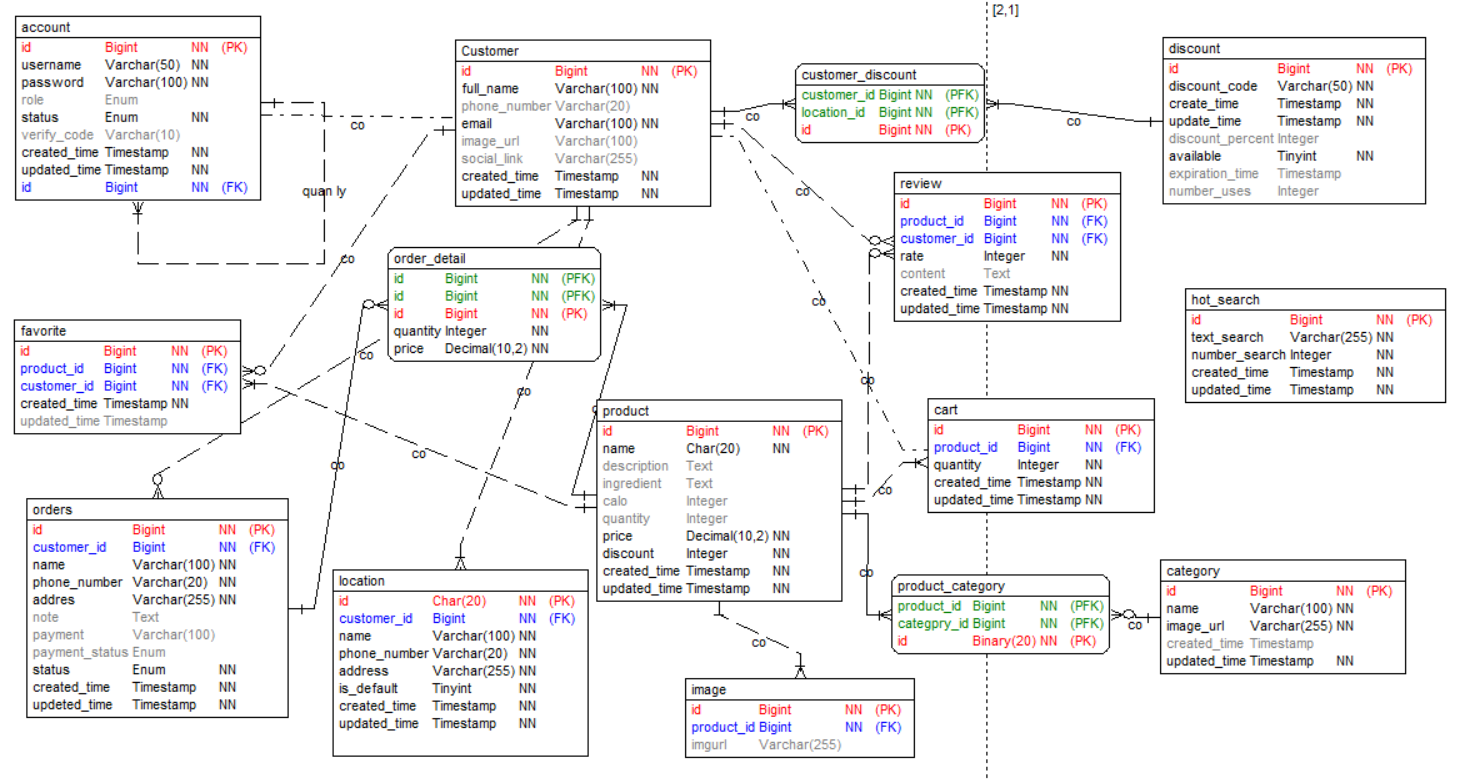 [2,1]
account
id Bigint NN (PK)
username Varchar(50) NN
password Varchar(100) NN
role Enum
status Enum NN
verify_code Varchar(10)
created_time Timestamp NN
updated_time Timestamp NN
id Bigint NN (FK)
quan ly
co
Customer
id Bigint NN (PK)
full_name Varchar(100) NN
phone_number Varchar(20)
email Varchar(100) NN
image_url Varchar(100)
social_link Varchar(255)
created_time Timestamp NN
updated_time Timestamp NN
co
customer_discount
customer_id Bigint NN (PFK)
location_id Bigint NN (PFK)
id Bigint NN (PK)
co
discount
id Bigint NN (PK)
discount_code Varchar(50) NN
create_time Timestamp NN
update_time Timestamp NN
discount_percent Integer
available Tinyint NN
expiration_time Timestamp
number_uses Integer
co
review
id Bigint NN (PK)
product_id Bigint NN (FK)
customer_id Bigint NN (FK)
rate Integer NN
content Text
created_time Timestamp NN
updated_time Timestamp NN
co
order_detail
id Bigint NN (PFK)
id Bigint NN (PFK)
id Bigint NN (PK)
quantity Integer NN
price Decimal(10,2) NN
co
hot_search
id Bigint NN (PK)
text_search Varchar(255) NN
number_search Integer NN
created_time Timestamp NN
updated_time Timestamp NN
favorite
id Bigint NN (PK)
product_id Bigint NN (FK)
customer_id Bigint NN (FK)
created_time Timestamp NN
updated_time Timestamp
co
co
co
product
id Bigint NN (PK)
name Char(20) NN
description Text
ingredient Text
calo Integer
quantity Integer
price Decimal(10,2) NN
discount Integer NN
created_time Timestamp NN
updated_time Timestamp NN
cart
id Bigint NN (PK)
product_id Bigint NN (FK)
quantity Integer NN
created_time Timestamp NN
updated_time Timestamp NN
co
co
co
orders
id Bigint NN (PK)
customer_id Bigint NN (FK)
name Varchar(100) NN
phone_number Varchar(20) NN
addres Varchar(255) NN
note Text
payment Varchar(100)
payment_status Enum
status Enum NN
created_time Timestamp NN
updeted_time Timestamp NN
location
id Char(20) NN (PK)
customer_id Bigint NN (FK)
name Varchar(100) NN
phone_number Varchar(20) NN
address Varchar(255) NN
is_default Tinyint NN
created_time Timestamp NN
updated_time Timestamp NN
co
product_category
product_id Bigint NN (PFK)
categpry_id Bigint NN (PFK)
id Binary(20) NN (PK)
co
category
id Bigint NN (PK)
name Varchar(100) NN
image_url Varchar(255) NN
created_time Timestamp
updated_time Timestamp NN
co
image
id Bigint NN (PK)
product_id Bigint NN (FK)
imgurl Varchar(255)